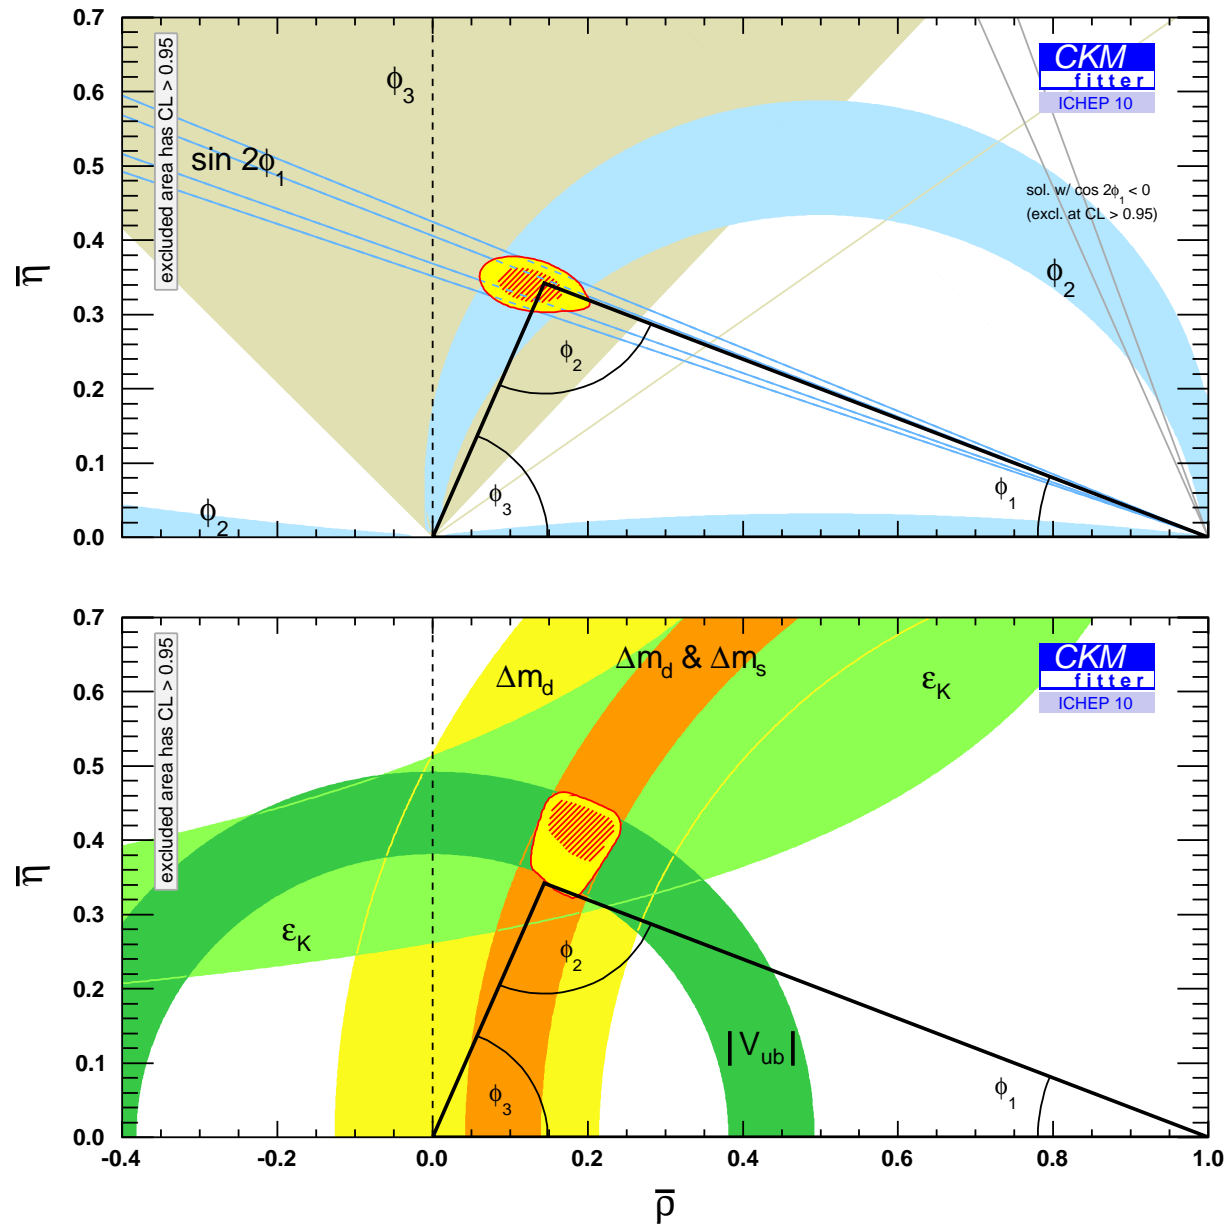 0.7
0.6
0.5
0.4
0.3
0.2
0.1
0.0
η̅
excluded area has CL > 0.95
ϕ3
sin 2ϕ1
CKM
fitter
ICHEP 10
sol. w/ cos 2ϕ1 < 0
(excl. at CL > 0.95)
ϕ2
ϕ2
ϕ3
ϕ1
ϕ2
0.7
0.6
0.5
0.4
0.3
0.2
0.1
0.0
η̅
excluded area has CL > 0.95
Δmd
Δmd & Δms
εK
CKM
fitter
ICHEP 10
εK
ϕ2
|Vub|
ϕ3
ϕ1
-0.4 -0.2 0.0 0.2 0.4 0.6 0.8 1.0
ρ̅